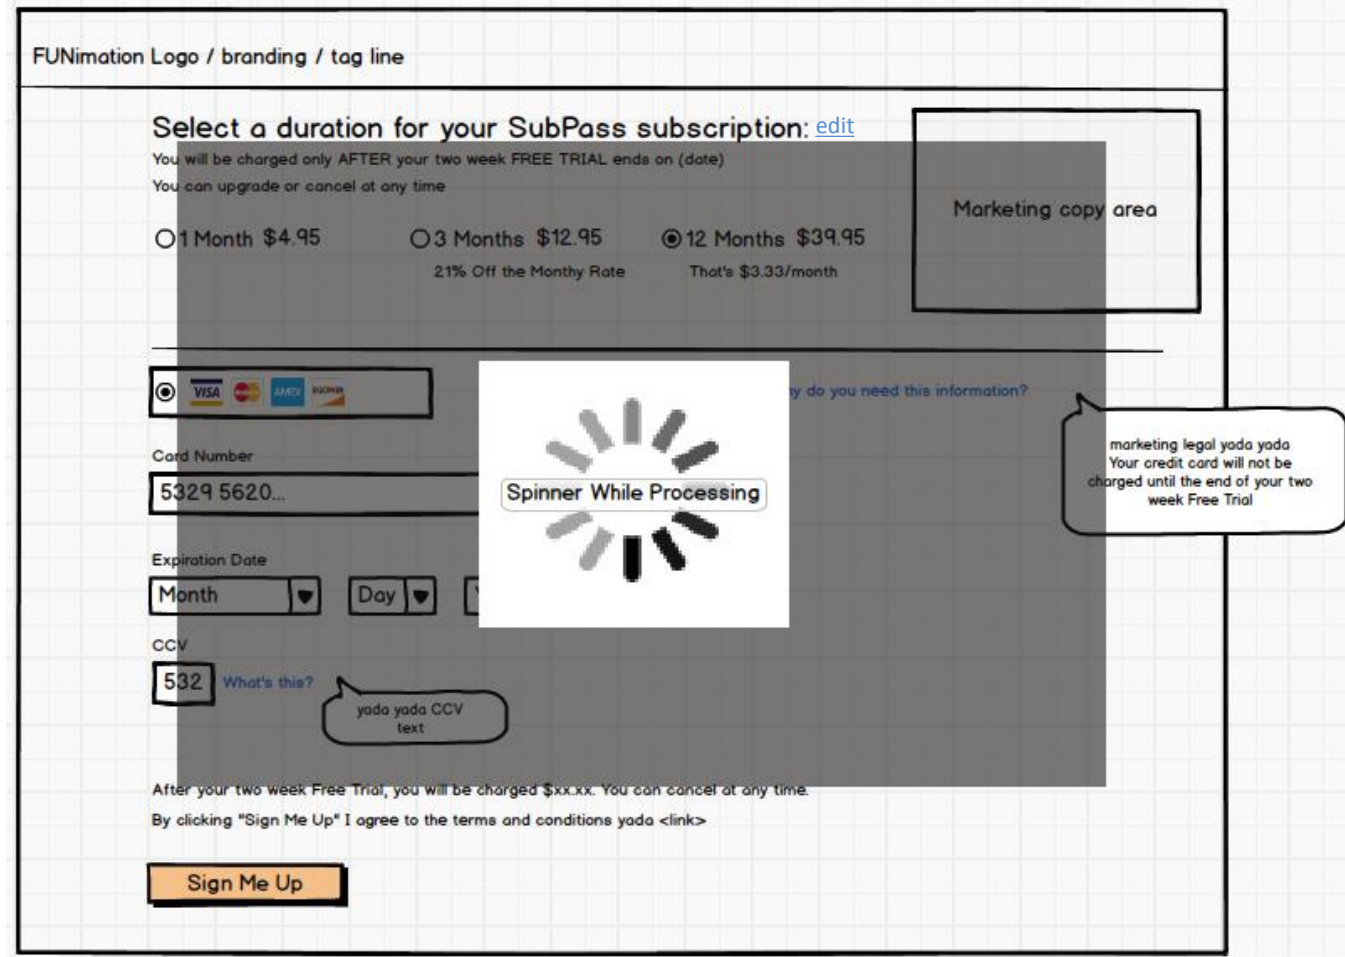 FUNimation Logo / branding / tag line
Select a duration for your SubPass subscription: edit
You will be charged only AFTER your two week FREE TRIAL ends on (date)
You can upgrade or cancel at any time
1 Month $4.95
3 Months $12.95
21% Off the Monthy Rate
12 Months $39.95
That's $3.33/month
Marketing copy area
VISA MasterCard AMEX DISCOVER
do you need this information?
marketing legal yada yada
Your credit card will not be
charged until the end of your two
week Free Trial
Card Number
5329 5620...
Spinner While Processing
Expiration Date
Month
Day
CCV
532
What's this?
yada yada CCV
text
After your two week Free Trial, you will be charged $xx.xx. You can cancel at any time.
By clicking "Sign Me Up" I agree to the terms and conditions yada <link>
Sign Me Up